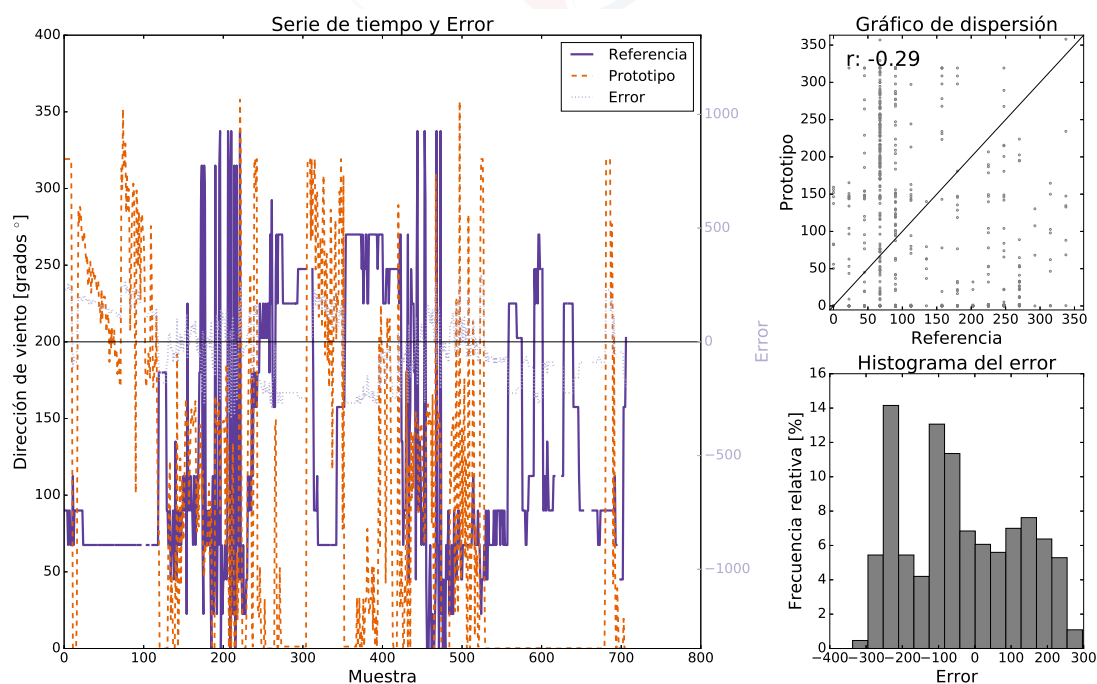 Serie de tiempo y Error
400
350
300
250
200
150
100
50
0
0 100 200 300 400 500 600 700 800
Dirección de viento [grados °]
Muestra
Referencia
Prototipo
Error
1000
500
0
−500
−1000
Error
Gráfico de dispersión
r: -0.29
350
300
250
200
150
100
50
0
0 50 100 150 200 250 300 350
Prototipo
Referencia
Histograma del error
16
14
12
10
8
6
4
2
0
−400 −300 −200 −100 0 100 200 300
Frecuencia relativa [%]
Error